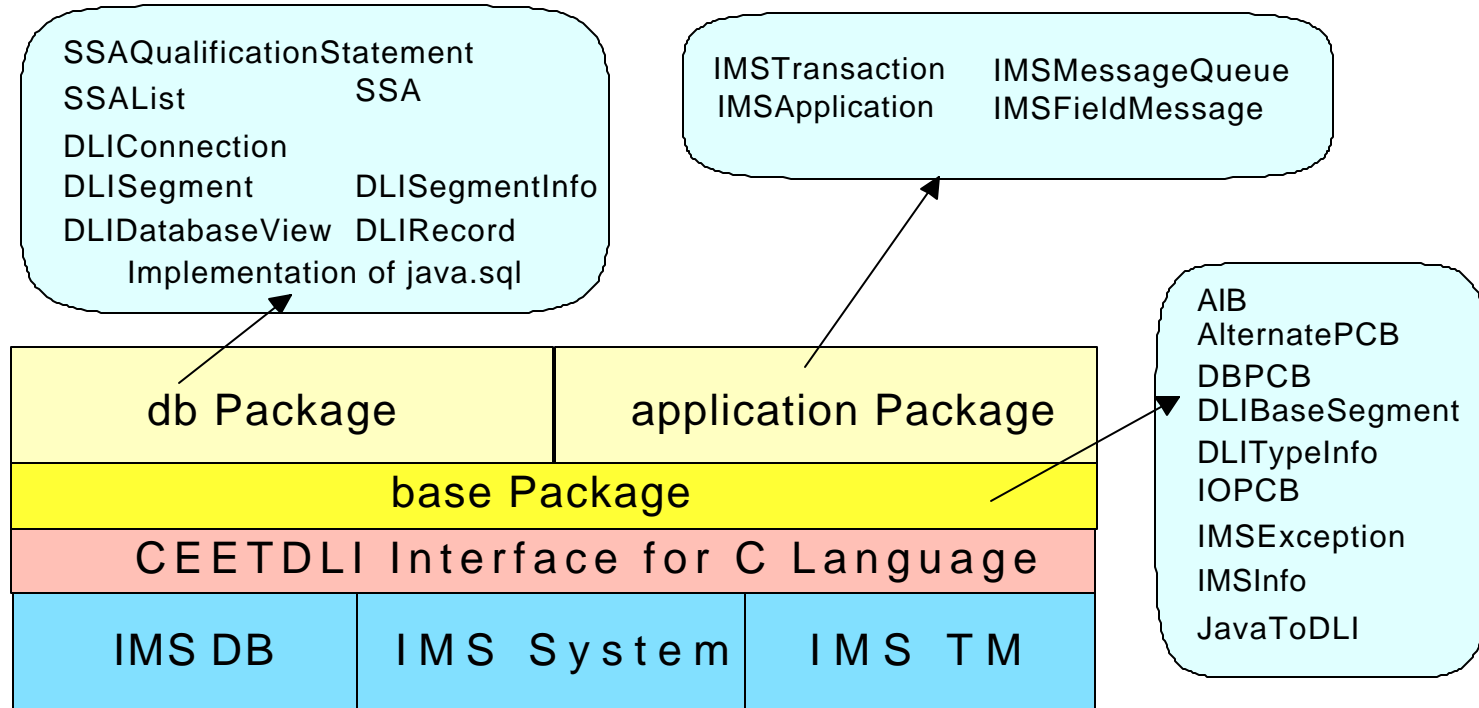 SSAQualificationStatement
SSAList SSA
DLIConnection
DLISegment DLISegmentInfo
DLIDatabaseView DLIRecord
Implementation of java.sql
IMSTransaction IMSMessageQueue
IMSApplication IMSFieldMessage
AIB
AlternatePCB
DBPCB
DLIBaseSegment
DLITypeInfo
IOPCB
IMSException
IMSInfo
JavaToDLI
db Package
application Package
base Package
CEETDLI Interface for C Language
IMS DB
IMS System
IMS TM